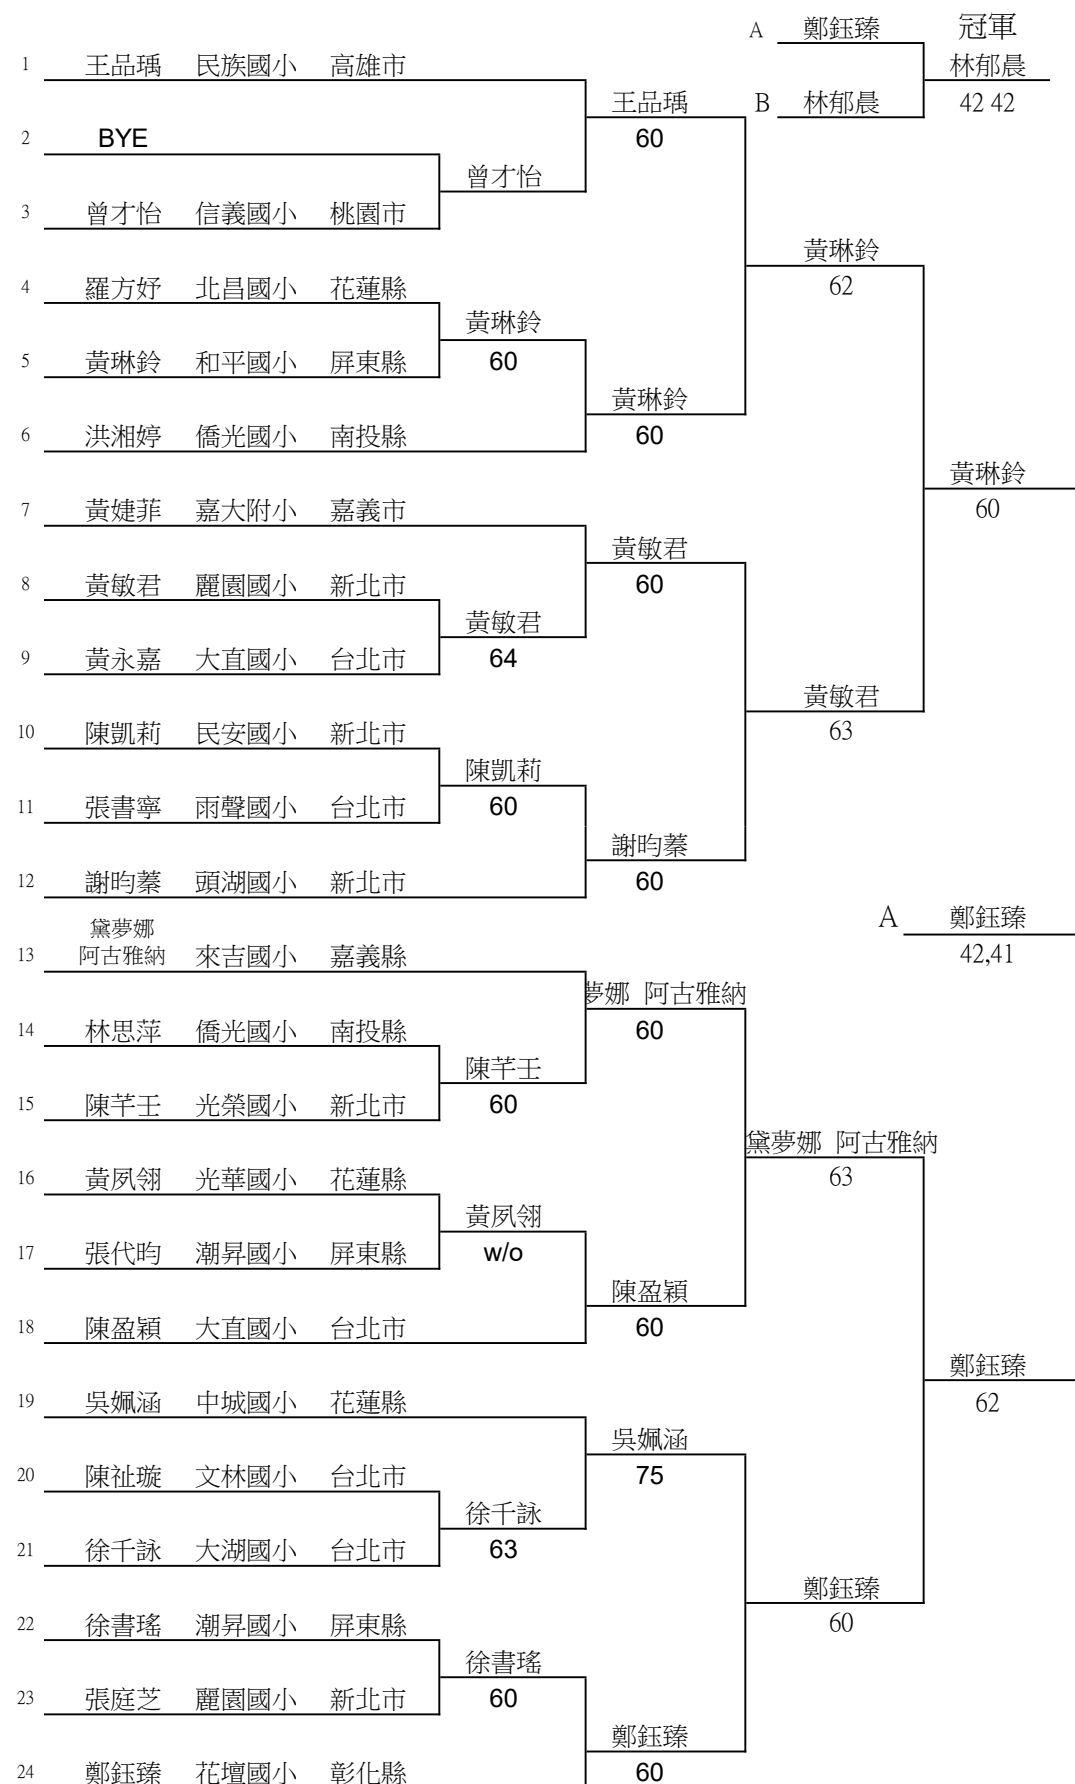 A 鄭鈺臻 冠軍
1 王品瑀 民族國小 高雄市 林郁晨
王品瑀 B 林郁晨 42 42
2 BYE 60
曾才怡
3 曾才怡 信義國小 桃園市
黃琳鈴
4 羅方妤 北昌國小 花蓮縣 62
黃琳鈴
5 黃琳鈴 和平國小 屏東縣 60
黃琳鈴
6 洪湘婷 僑光國小 南投縣 60
黃琳鈴
7 黃婕菲 嘉大附小 嘉義市 60
黃敏君
8 黃敏君 麗園國小 新北市 60
黃敏君
9 黃永嘉 大直國小 台北市 64
黃敏君
10 陳凱莉 民安國小 新北市 63
陳凱莉
11 張書寧 雨聲國小 台北市 60
謝昀蓁
12 謝昀蓁 頭湖國小 新北市 60
A 鄭鈺臻
黛夢娜
13 阿古雅納 來吉國小 嘉義縣 42,41
夢娜 阿古雅納
14 林思萍 僑光國小 南投縣 60
陳芊壬
15 陳芊壬 光榮國小 新北市 60
黛夢娜 阿古雅納
16 黃夙翎 光華國小 花蓮縣 63
黃夙翎
17 張代昀 潮昇國小 屏東縣 w/o
陳盈穎
18 陳盈穎 大直國小 台北市 60
鄭鈺臻
19 吳姵涵 中城國小 花蓮縣 62
吳姵涵
20 陳祉璇 文林國小 台北市 75
徐千詠
21 徐千詠 大湖國小 台北市 63
鄭鈺臻
22 徐書瑤 潮昇國小 屏東縣 60
徐書瑤
23 張庭芝 麗園國小 新北市 60
鄭鈺臻
24 鄭鈺臻 花壇國小 彰化縣 60